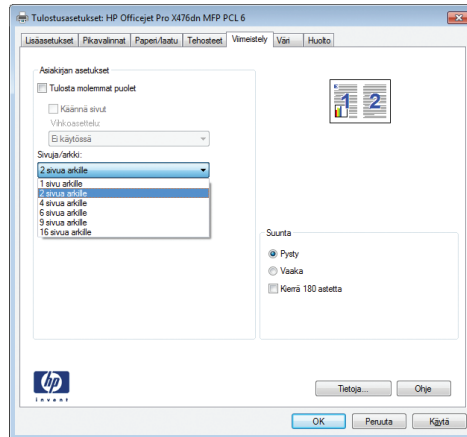 Tulostusasetukset: HP Officejet Pro X476dn MFP PCL 6
Lisäasetukset Pikavalinnat Paperi/laatu Tehosteet Viimeistely Väri Huolto
Asiakirjan asetukset
Tulosta molemmat puolet
Käännä sivut
Vihkoasettelu:
Ei käytössä
Sivuja/arkki:
2 sivua arkille
1 sivu arkille
2 sivua arkille
4 sivua arkille
6 sivua arkille
9 sivua arkille
16 sivua arkille
1 2
Suunta
Pysty
Vaaka
Kierrä 180 astetta
hp
invent
Tietoja... Ohje
OK Peruuta Käytä